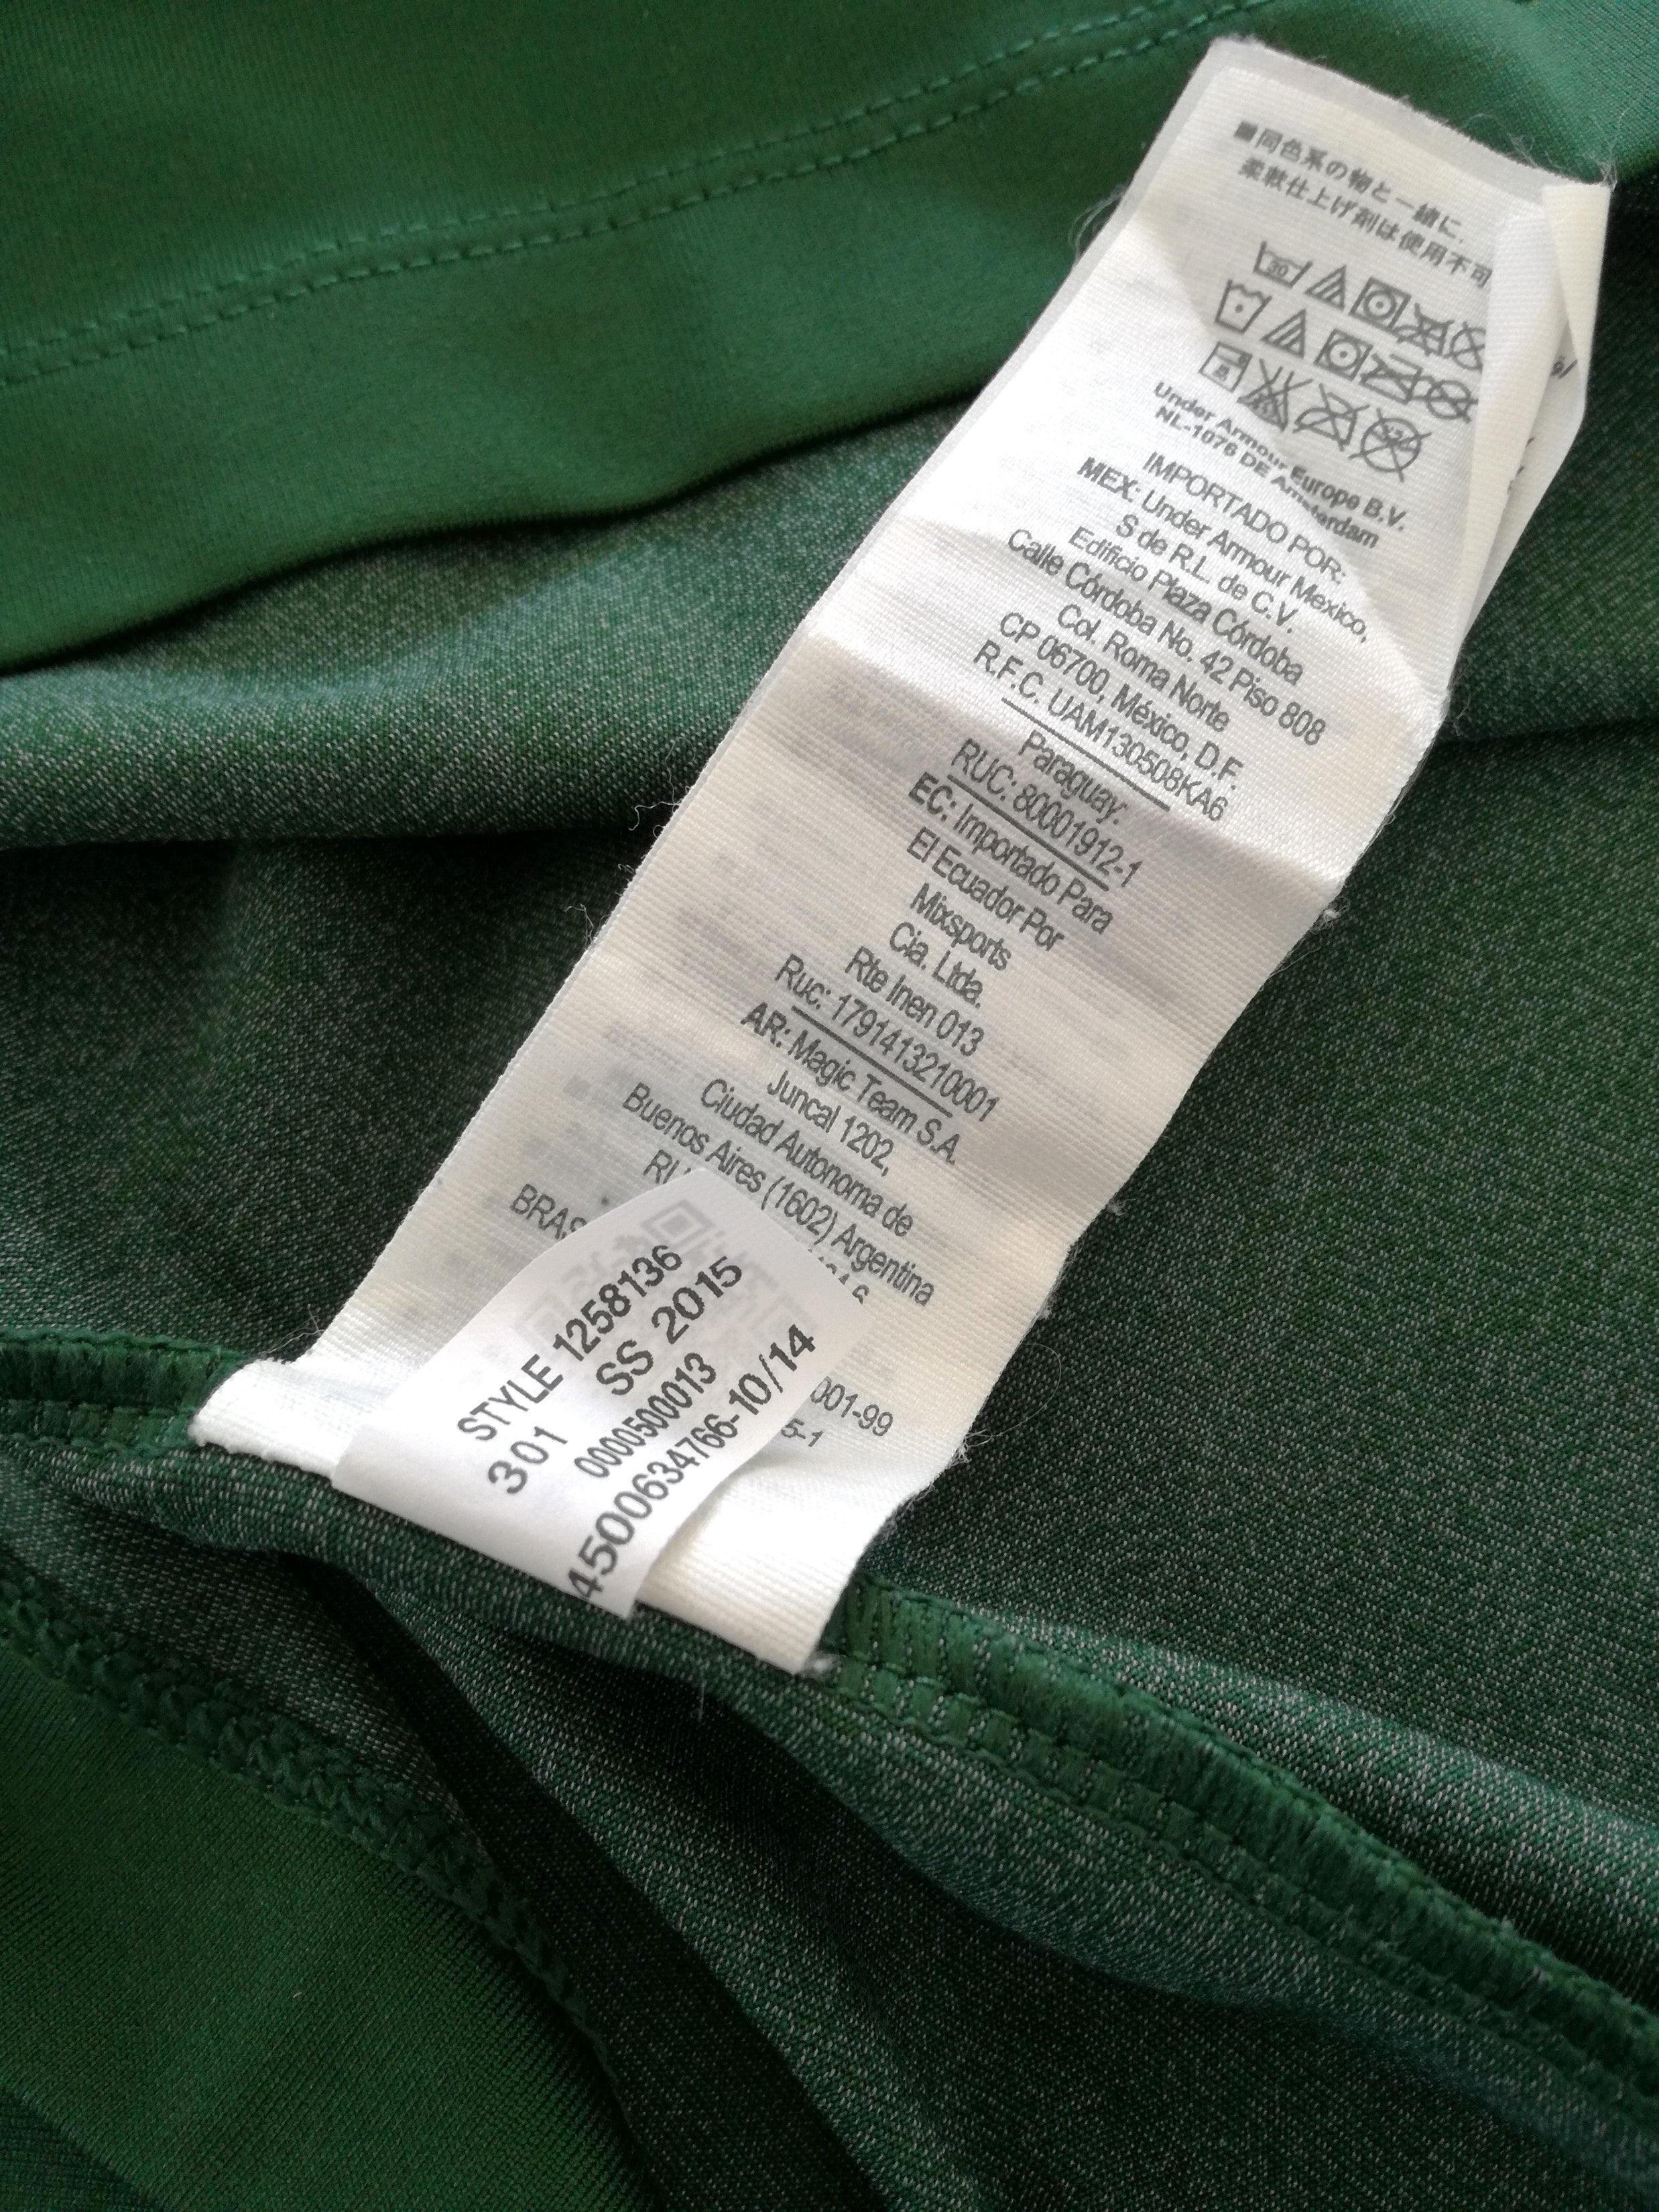 ■同色系の物と一緒に
柔軟仕上げ剤は使用不可
30
Under Armour Europe B.V.
NL-1076 DE Amsterdam
IMPORTADO POR:
MEX: Under Armour Mexico,
S de R.L. de C.V.
Edificio Plaza Córdoba
Calle Córdoba No. 42 Piso 808
Col. Roma Norte
CP 06700, México, D.F.
R.F.C. UAM130508KA6
Paraguay:
RUC: 80001912-1
EC: Importado Para
El Ecuador Por
Mixsports
Cia. Ltda.
Rte Inen 013
Ruc: 1791413210001
AR: Magic Team S.A.
Juncal 1202,
Ciudad Autonoma de
Buenos Aires (1602) Argentina
001-99
5-1
STYLE 1258136
301 SS 2015
0000500013
4500634766-10/14